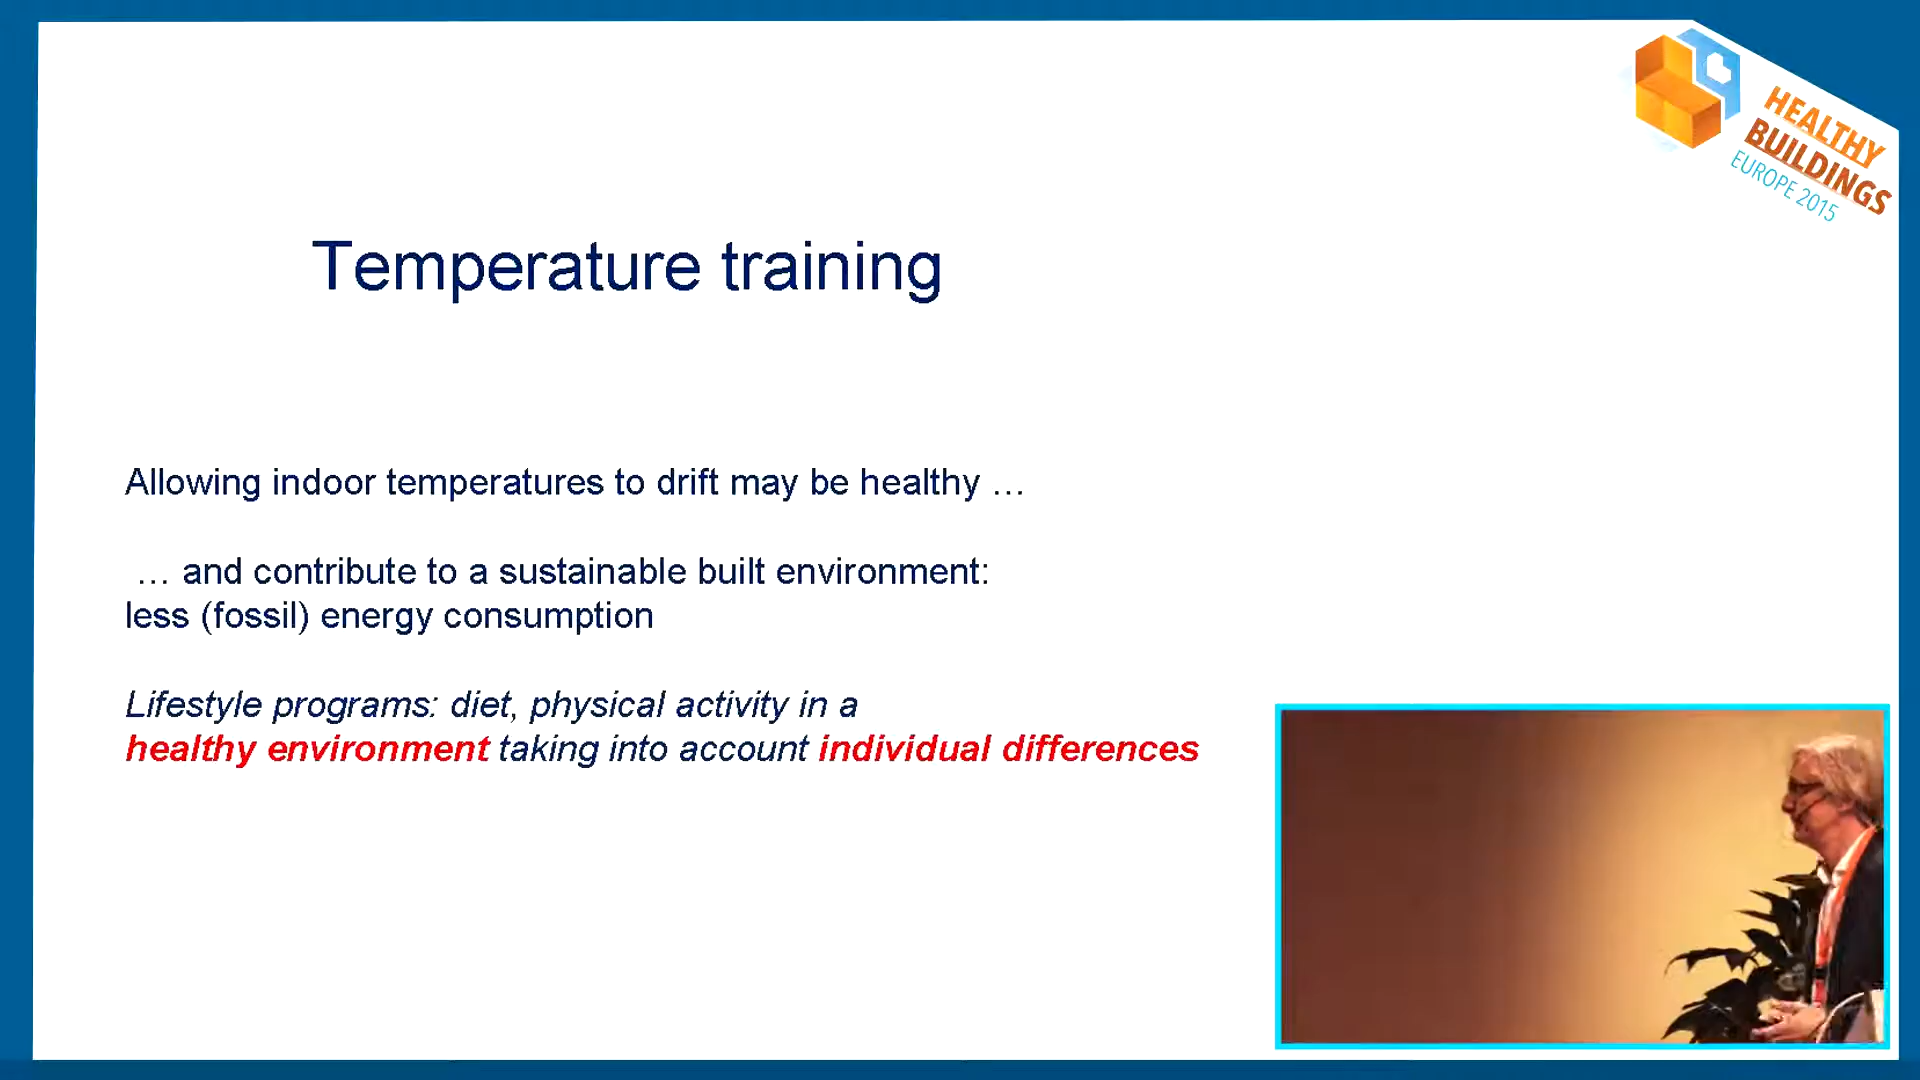 HEALTHY
BUILDINGS
EUROPE 2015
Temperature training
Allowing indoor temperatures to drift may be healthy …
… and contribute to a sustainable built environment:
less (fossil) energy consumption
Lifestyle programs: diet, physical activity in a
healthy environment taking into account individual differences